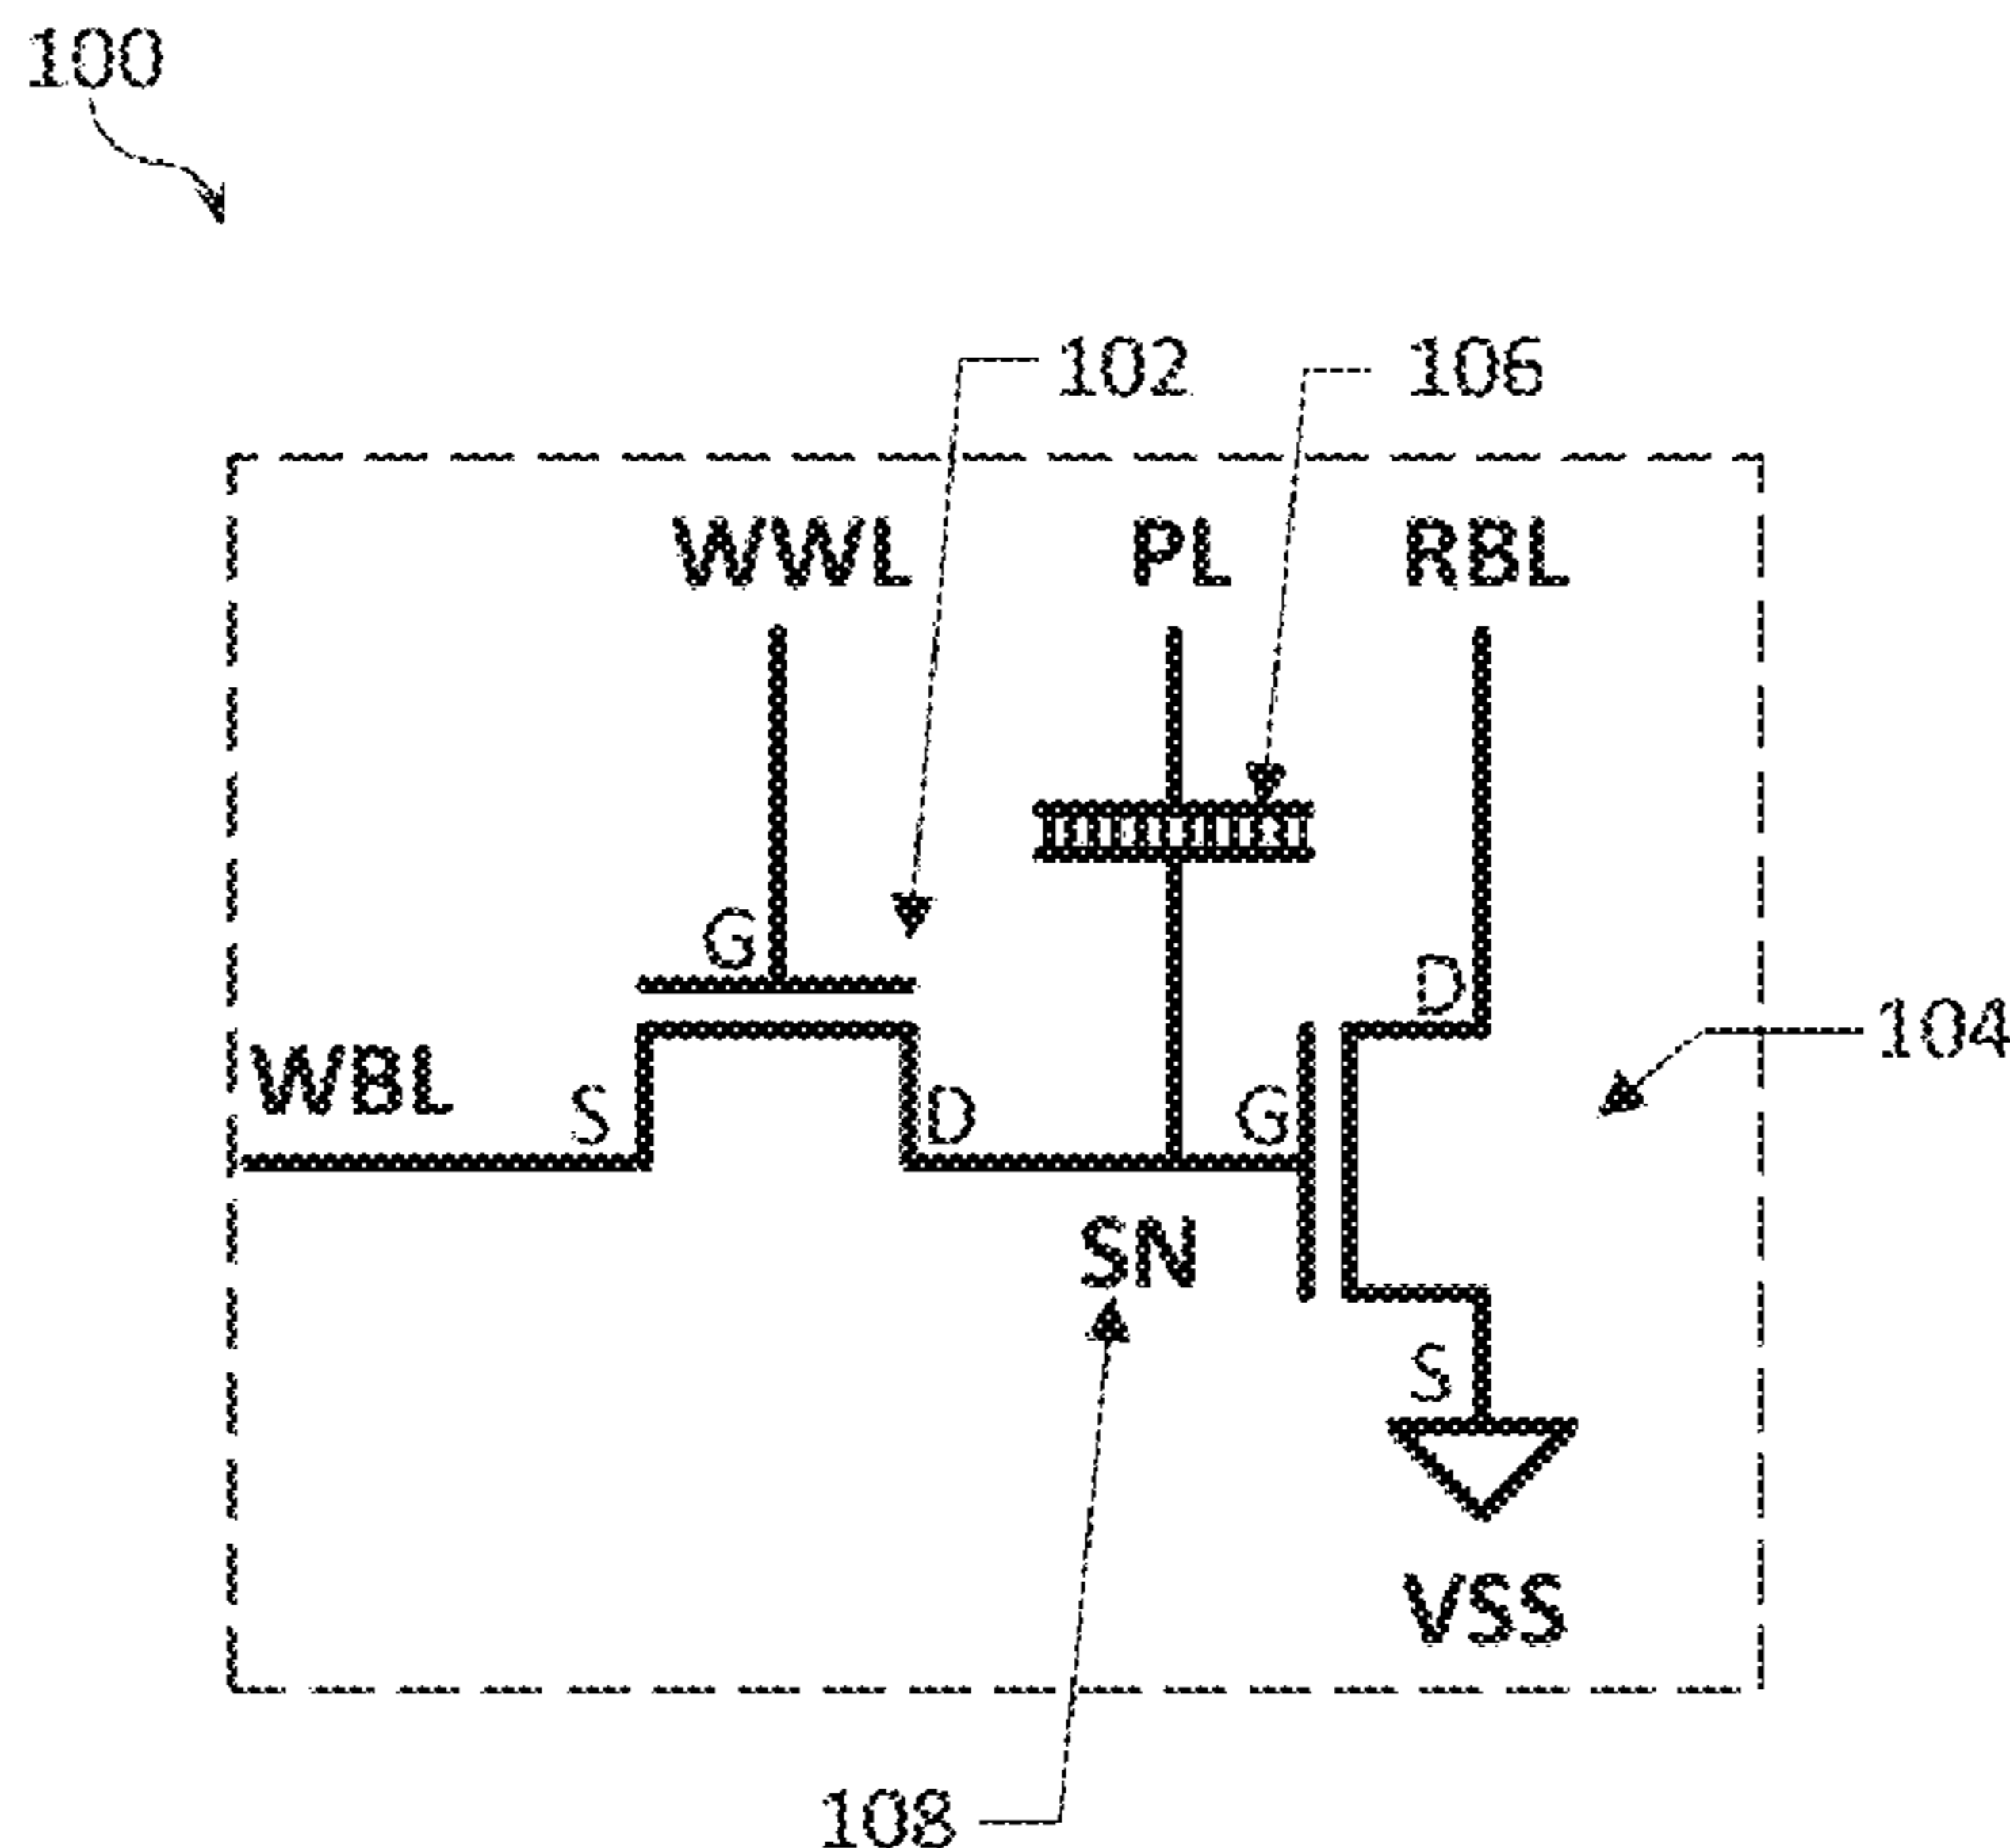 100
102 106
WWL PL RBL
G
D
104
WBL S D G
SN
S
VSS
108